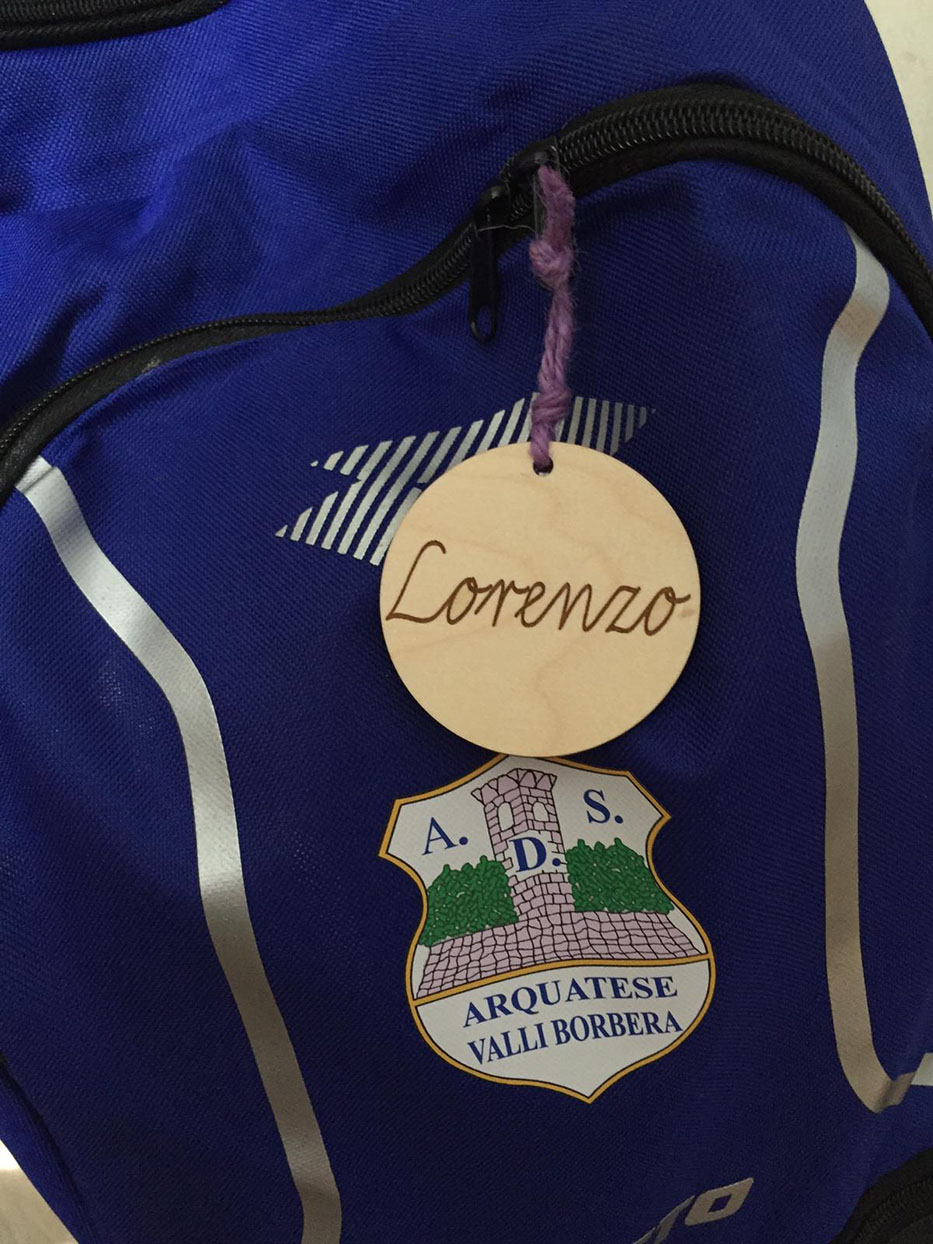 Lorenzo
A. S.
D.
ARQUATESE
VALLI BORBERA